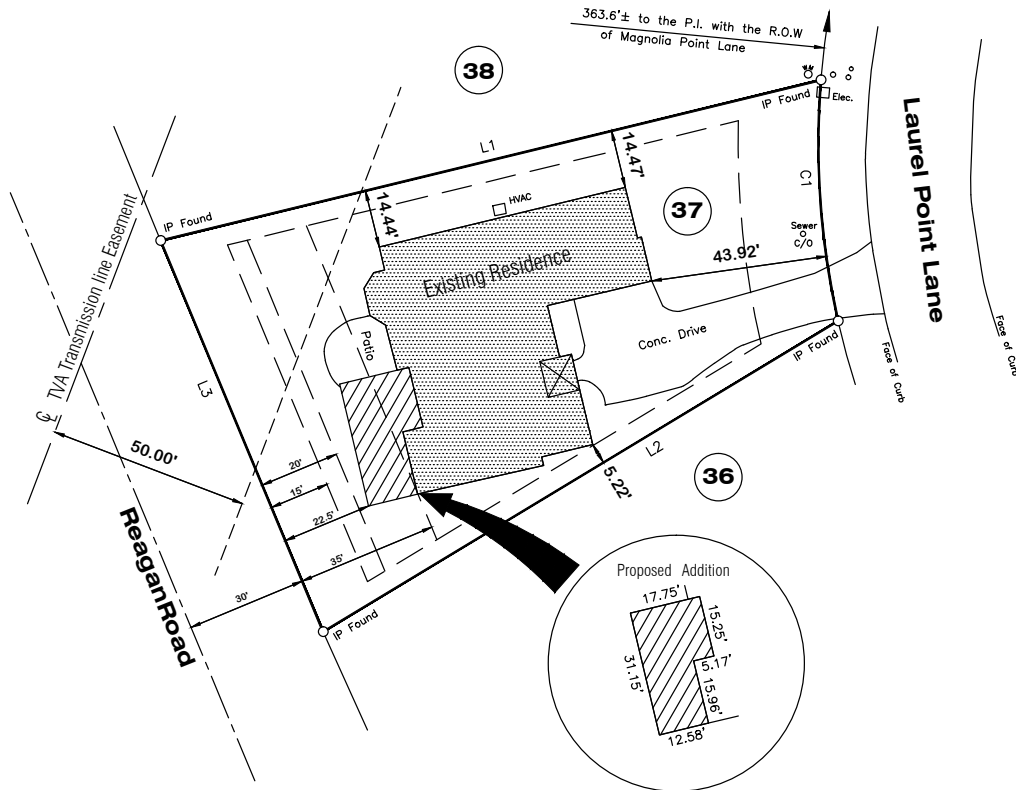 363.6'± to the P.I. with the R.O.W
of Magnolia Point Lane
38
IP Found
Elec.
L1
14.47'
14.44'
HVAC
37
C1
Laurel Point Lane
IP Found
Sewer
C/O
43.92'
Existing Residence
TVA Transmission line Easement
Patio
Conc. Drive
IP Found
Face of Curb
Face of Curb
L3
50.00'
L2
5.22'
36
20'
15'
22.5'
35'
30'
ReaganRoad
IP Found
Proposed Addition
17.75'
15.25'
5.17'
31.15'
15.96'
12.58'